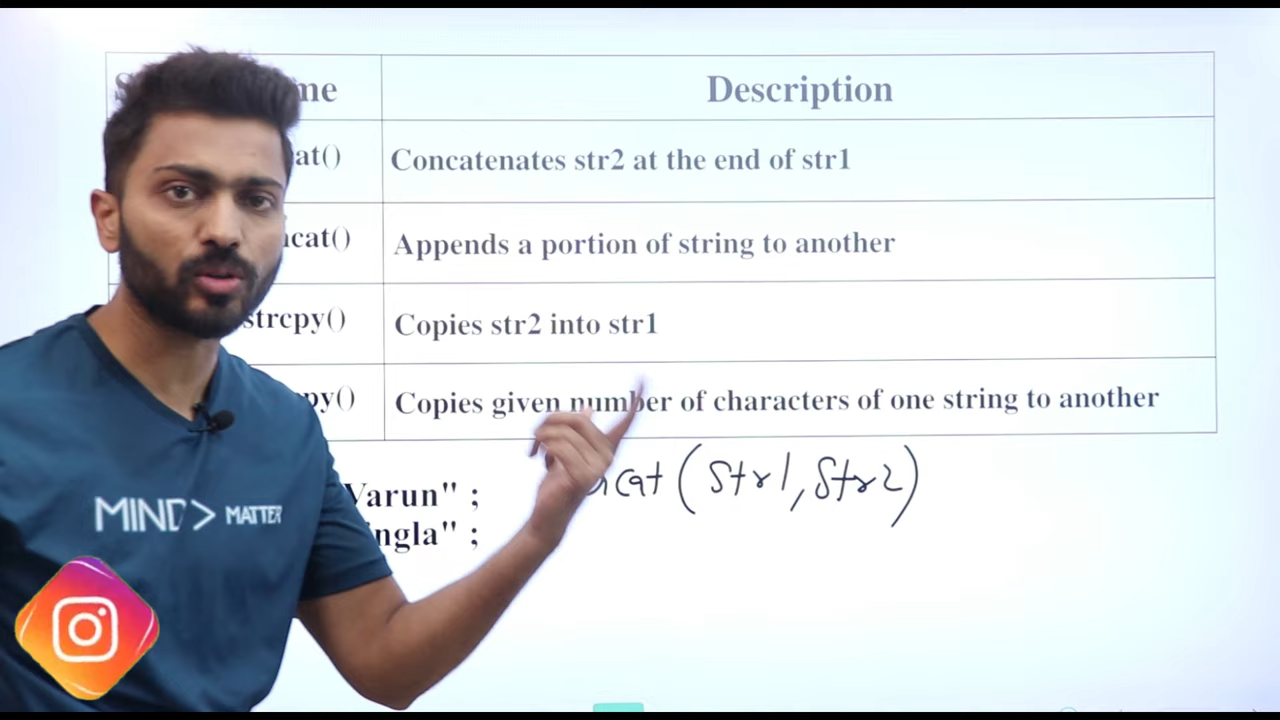 me Description
at() Concatenates str2 at the end of str1
cat() Appends a portion of string to another
strcpy() Copies str2 into str1
py() Copies given number of characters of one string to another
cat (Str1, Str2)
Varun" ;
ngla" ;
MIND > MATTER